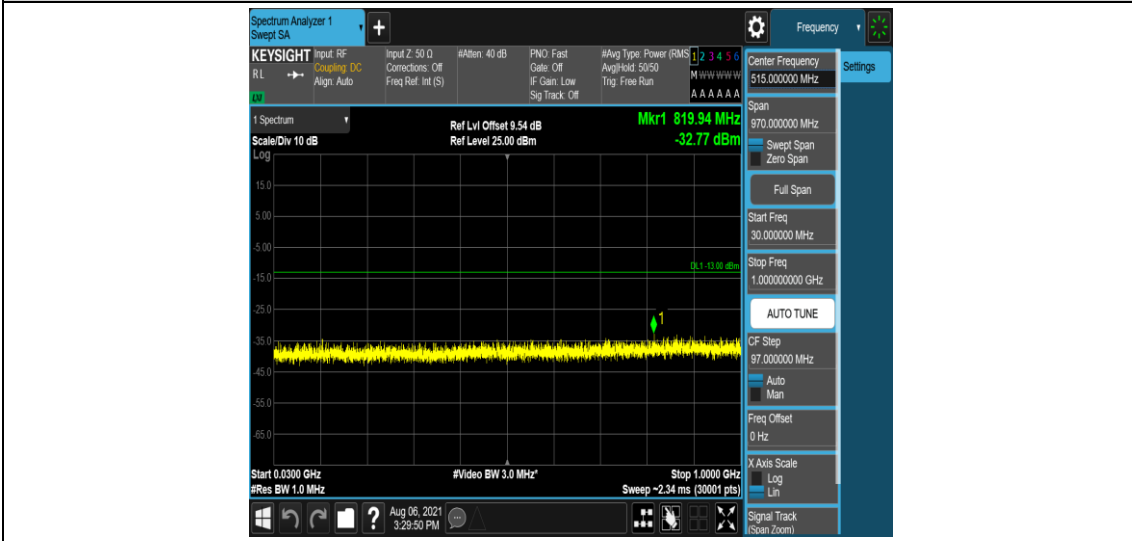 Spectrum Analyzer 1
Swept SA
Frequency
KEYSIGHT
RL
Input: RF
Coupling: DC
Align: Auto
Input Z: 50 Ω
Corrections: Off
Freq Ref: Int (S)
#Atten: 40 dB
PNO: Fast
Gate: Off
IF Gain: Low
Sig Track: Off
#Avg Type: Power (RMS
Avg|Hold: 50/50
Trig: Free Run
1 2 3 4 5 6
M W W W W W
A A A A A A
1 Spectrum
Scale/Div 10 dB
Log
Ref Lvl Offset 9.54 dB
Ref Level 25.00 dBm
Mkr1 819.94 MHz
-32.77 dBm
15.0
5.00
-5.00
DL1 -13.00 dBm
-15.0
-25.0
1
-35.0
-45.0
-55.0
-65.0
Start 0.0300 GHz
#Res BW 1.0 MHz
#Video BW 3.0 MHz*
Stop 1.0000 GHz
Sweep ~2.34 ms (30001 pts)
Aug 06, 2021
3:29:50 PM
Center Frequency
515.000000 MHz
Settings
Span
970.000000 MHz
Swept Span
Zero Span
Full Span
Start Freq
30.000000 MHz
Stop Freq
1.000000000 GHz
AUTO TUNE
CF Step
97.000000 MHz
Auto
Man
Freq Offset
0 Hz
X Axis Scale
Log
Lin
Signal Track
(Span Zoom)